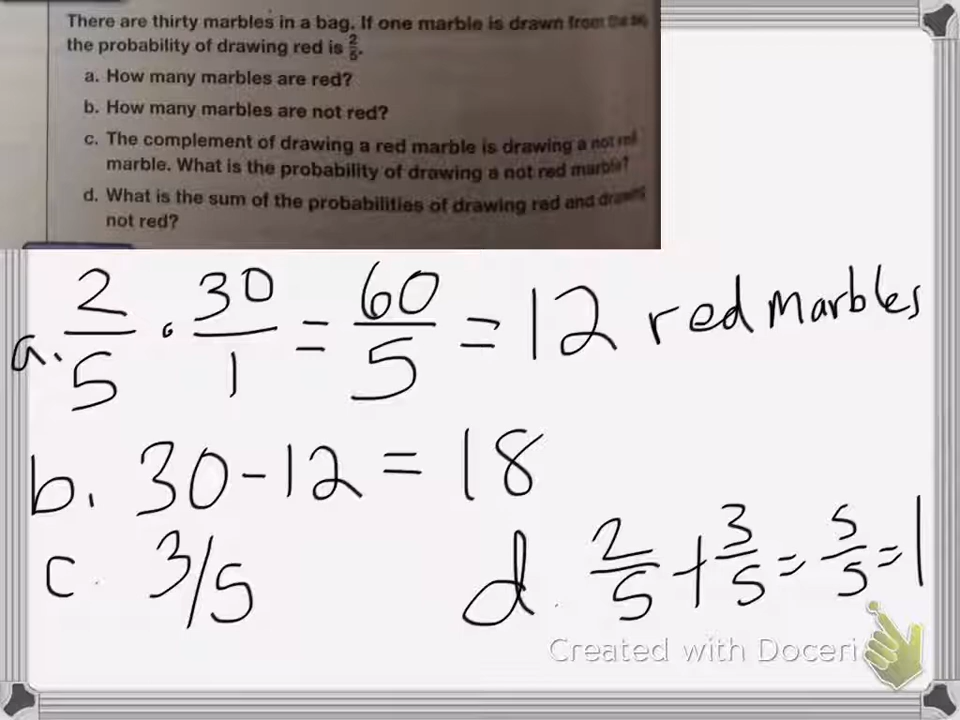 There are thirty marbles in a bag. If one marble is drawn from the
the probability of drawing red is 2/5.
a. How many marbles are red?
b. How many marbles are not red?
c. The complement of drawing a red marble is drawing a not red
marble. What is the probability of drawing a not red marble?
d. What is the sum of the probabilities of drawing red and drawing
not red?
a. 2/5 · 30/1 = 60/5 = 12 red marbles
b. 30-12 = 18
c. 3/5
d. 2/5 + 3/5 = 5/5 = 1
Created with Doceri